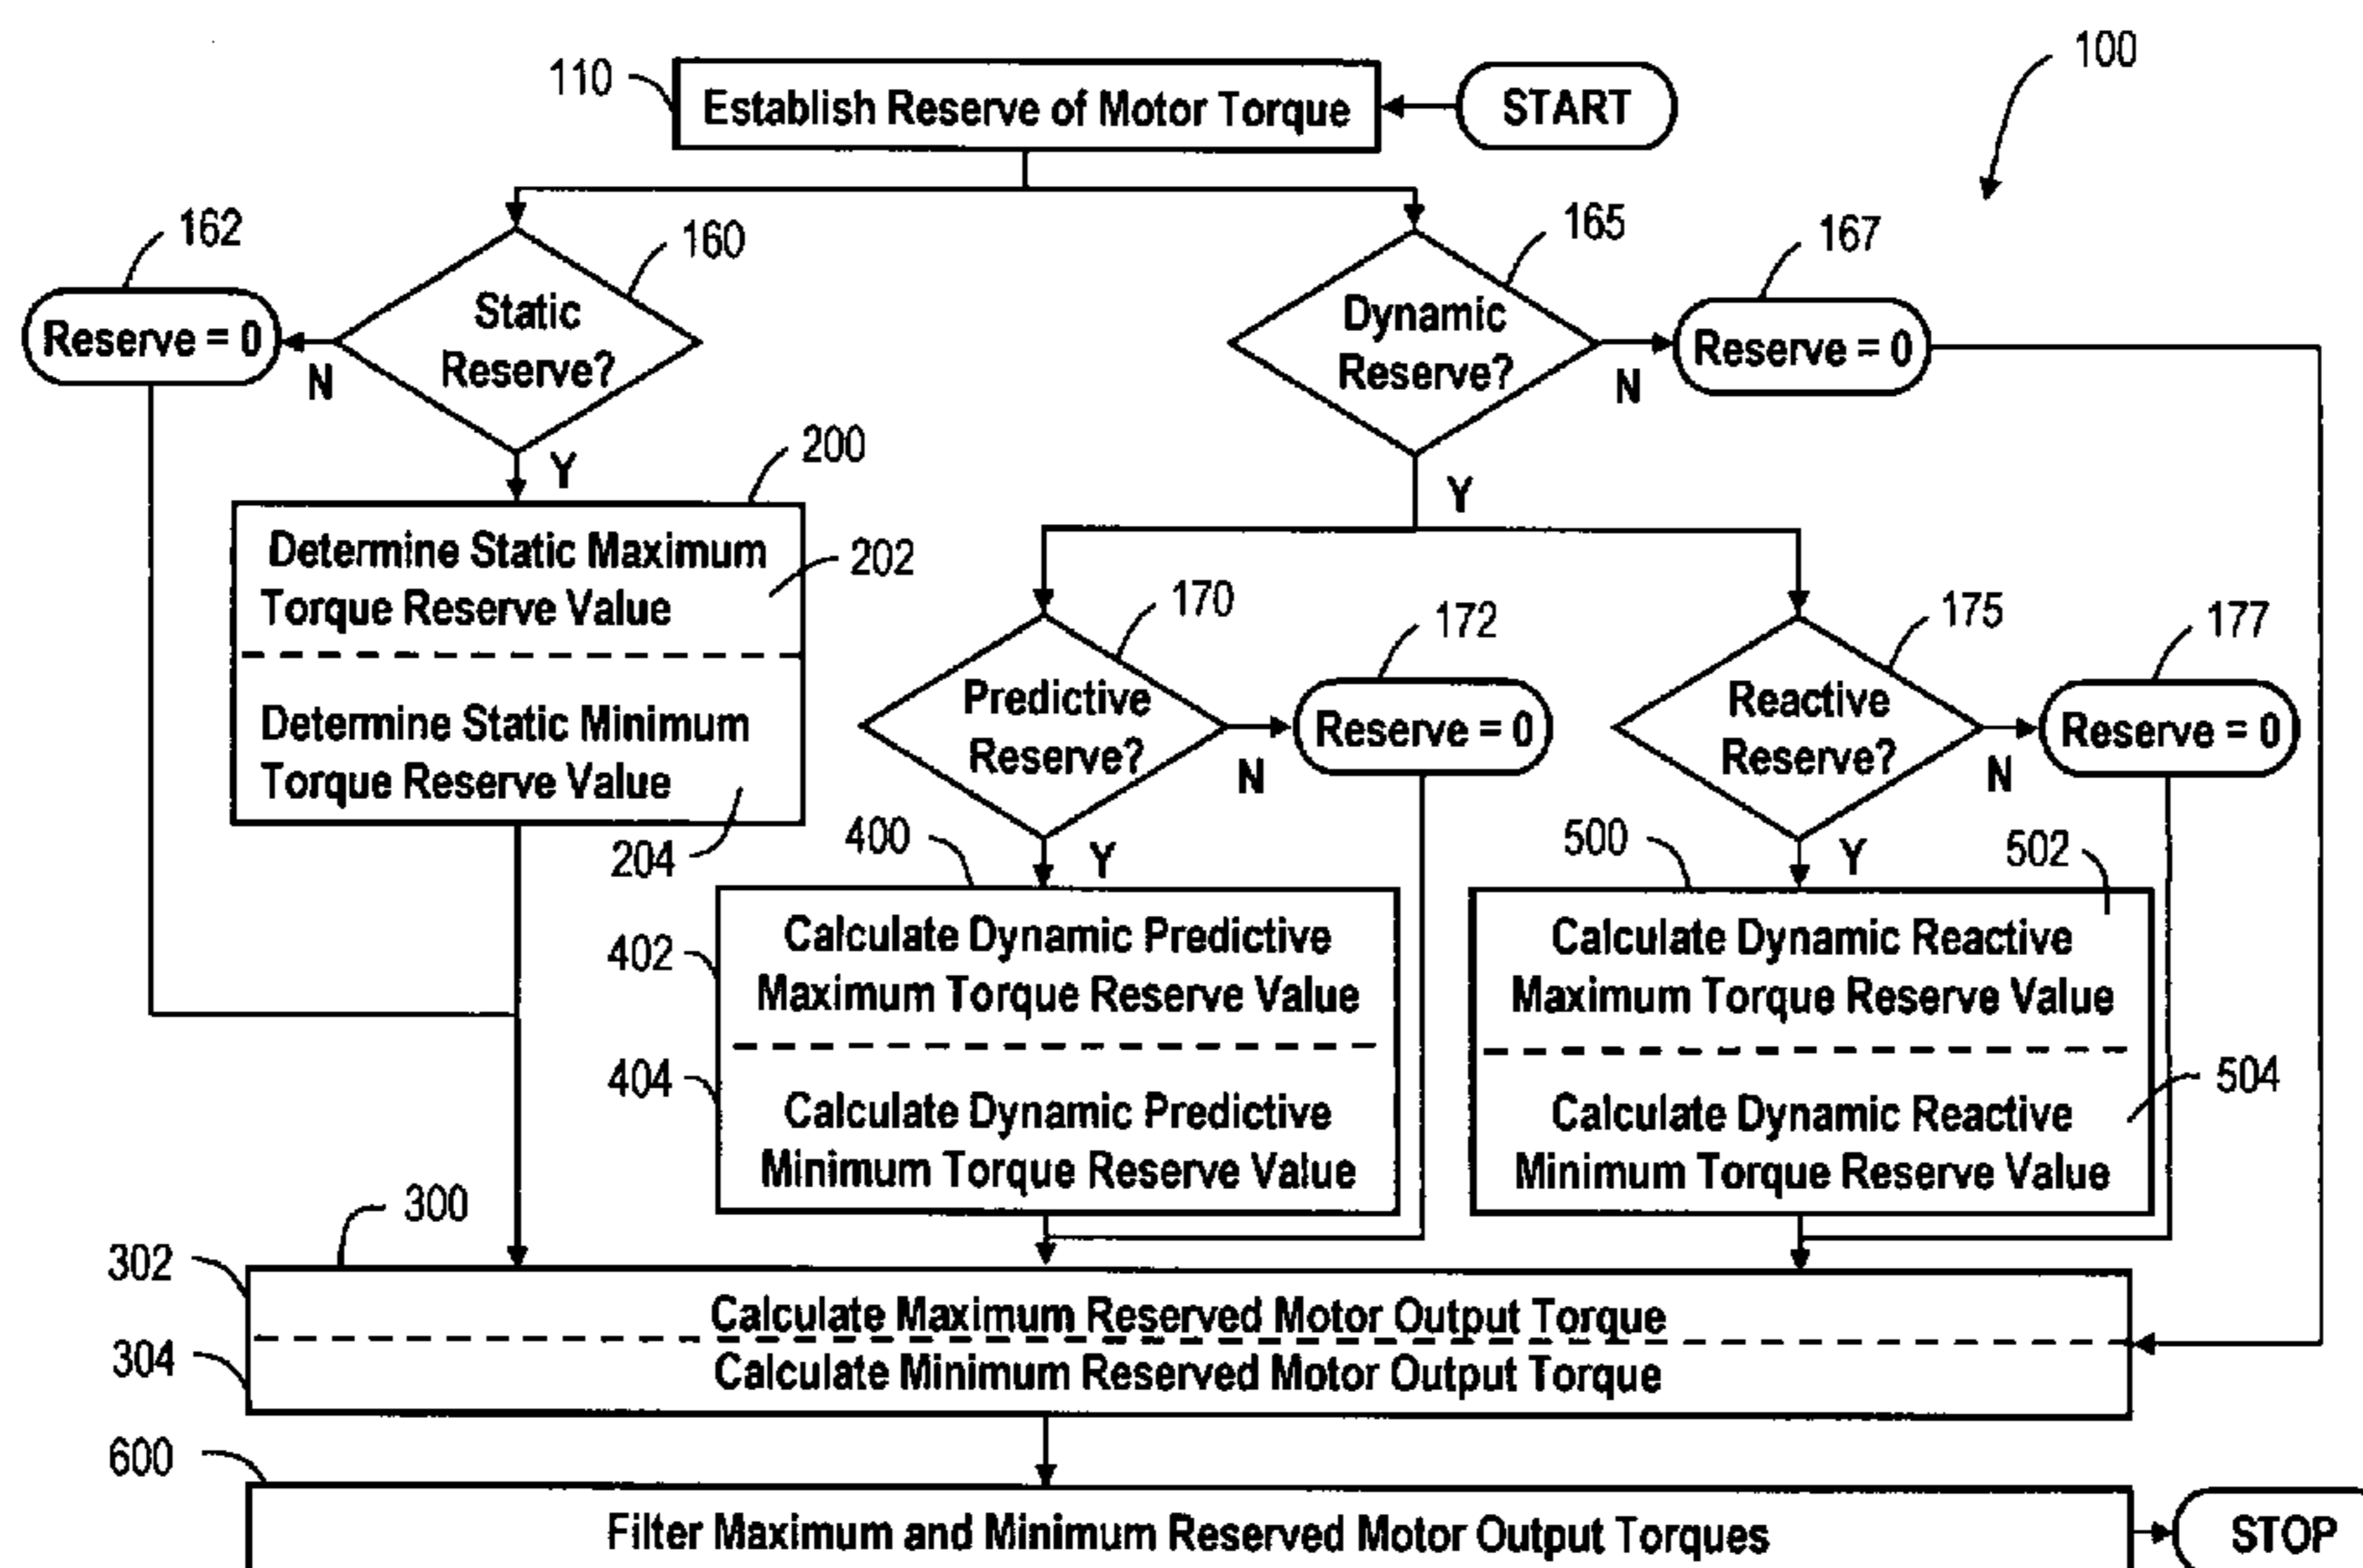 100
110
Establish Reserve of Motor Torque
START
162
160
165
167
Static
Reserve?
Reserve = 0
N
Y
Dynamic
Reserve?
N
Reserve = 0
Y
200
Determine Static Maximum
Torque Reserve Value
202
Determine Static Minimum
Torque Reserve Value
204
170
172
Predictive
Reserve?
N
Reserve = 0
Y
175
177
Reactive
Reserve?
N
Reserve = 0
Y
400
402
Calculate Dynamic Predictive
Maximum Torque Reserve Value
404
Calculate Dynamic Predictive
Minimum Torque Reserve Value
500
502
Calculate Dynamic Reactive
Maximum Torque Reserve Value
504
Calculate Dynamic Reactive
Minimum Torque Reserve Value
300
302
Calculate Maximum Reserved Motor Output Torque
304
Calculate Minimum Reserved Motor Output Torque
600
Filter Maximum and Minimum Reserved Motor Output Torques
STOP